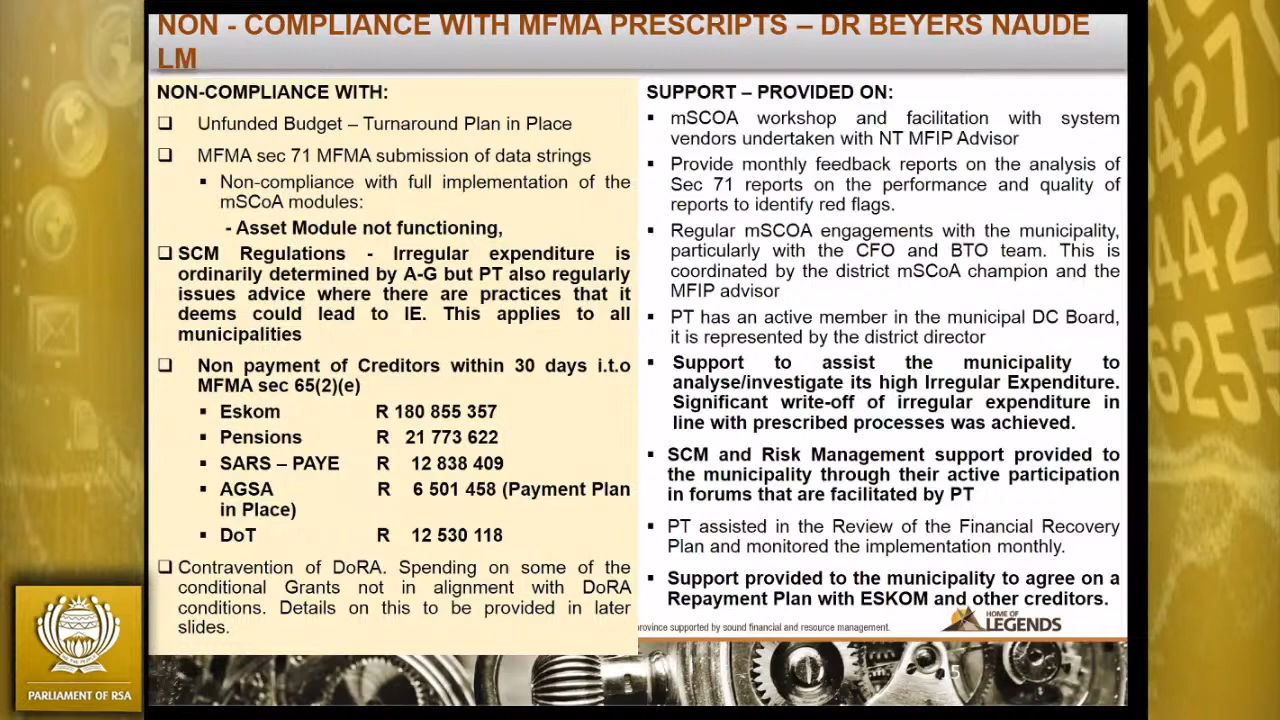 NON - COMPLIANCE WITH MFMA PRESCRIPTS – DR BEYERS NAUDE
LM
NON-COMPLIANCE WITH:
❑ Unfunded Budget – Turnaround Plan in Place
❑ MFMA sec 71 MFMA submission of data strings
▪ Non-compliance with full implementation of the
mSCoA modules:
- Asset Module not functioning,
❑ SCM Regulations - Irregular expenditure is
ordinarily determined by A-G but PT also regularly
issues advice where there are practices that it
deems could lead to IE. This applies to all
municipalities
❑ Non payment of Creditors within 30 days i.t.o
MFMA sec 65(2)(e)
▪ Eskom R 180 855 357
▪ Pensions R 21 773 622
▪ SARS – PAYE R 12 838 409
▪ AGSA R 6 501 458 (Payment Plan
in Place)
▪ DoT R 12 530 118
❑ Contravention of DoRA. Spending on some of the
conditional Grants not in alignment with DoRA
conditions. Details on this to be provided in later
slides.
SUPPORT – PROVIDED ON:
▪ mSCOA workshop and facilitation with system
vendors undertaken with NT MFIP Advisor
▪ Provide monthly feedback reports on the analysis of
Sec 71 reports on the performance and quality of
reports to identify red flags.
▪ Regular mSCOA engagements with the municipality,
particularly with the CFO and BTO team. This is
coordinated by the district mSCoA champion and the
MFIP advisor
▪ PT has an active member in the municipal DC Board,
it is represented by the district director
▪ Support to assist the municipality to
analyse/investigate its high Irregular Expenditure.
Significant write-off of irregular expenditure in
line with prescribed processes was achieved.
▪ SCM and Risk Management support provided to
the municipality through their active participation
in forums that are facilitated by PT
▪ PT assisted in the Review of the Financial Recovery
Plan and monitored the implementation monthly.
▪ Support provided to the municipality to agree on a
Repayment Plan with ESKOM and other creditors.
province supported by sound financial and resource management.
HOME OF
LEGENDS
5
PARLIAMENT OF RSA